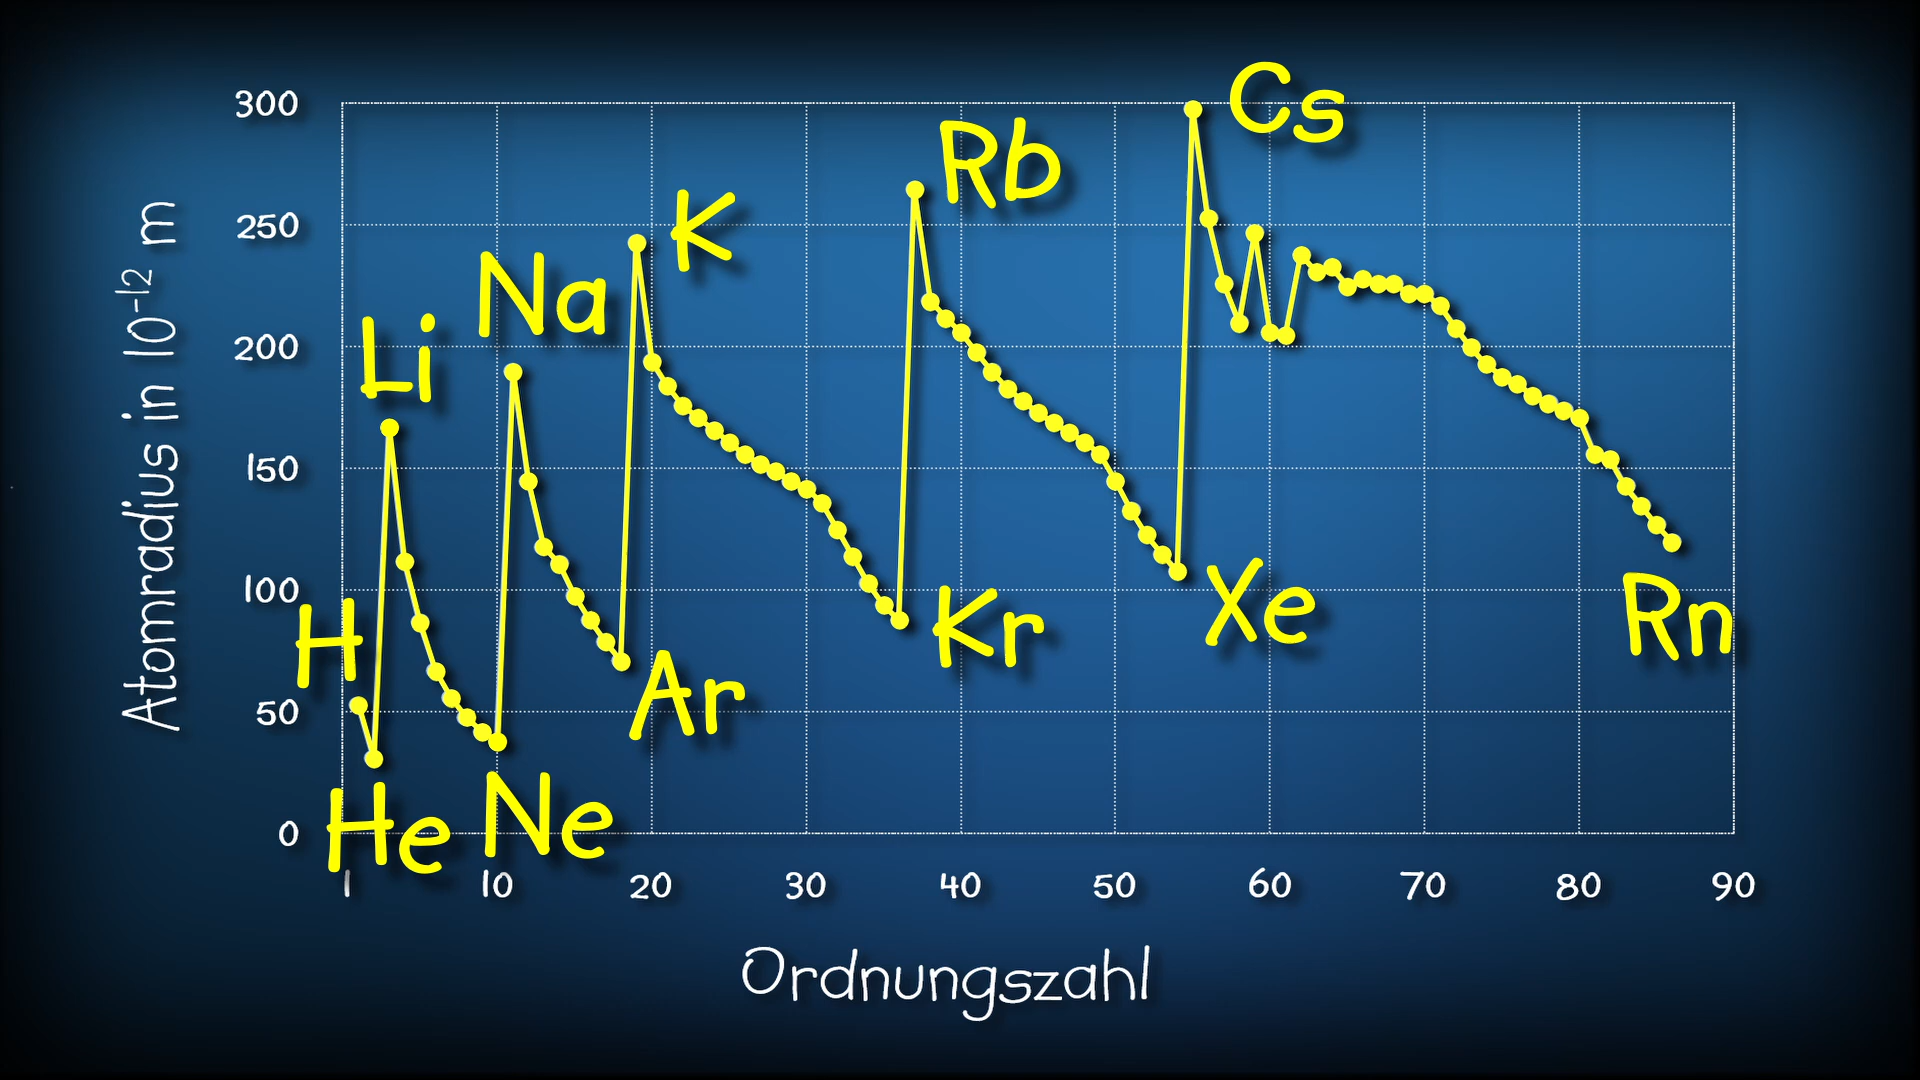 300
250
200
150
100
50
0
Atomradius in 10⁻¹² m
H
He
Li
Ne
Na
Ar
K
Kr
Rb
Xe
Cs
Rn
1 10 20 30 40 50 60 70 80 90
Ordnungszahl